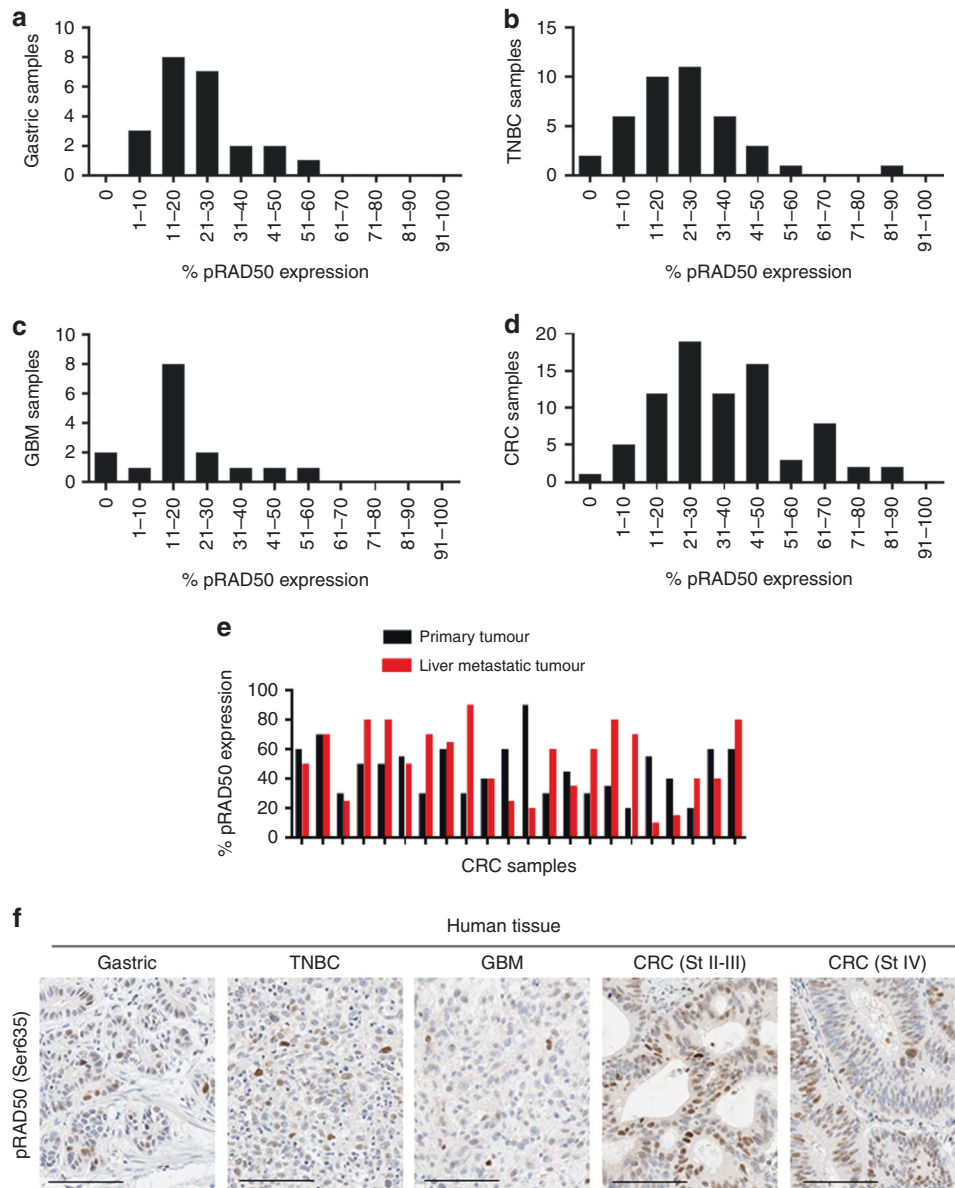 a
Gastric samples
10
8
6
4
2
0
0
1–10
11–20
21–30
31–40
41–50
51–60
61–70
71–80
81–90
91–100
% pRAD50 expression
b
TNBC samples
15
10
5
0
0
1–10
11–20
21–30
31–40
41–50
51–60
61–70
71–80
81–90
91–100
% pRAD50 expression
c
GBM samples
10
8
6
4
2
0
0
1–10
11–20
21–30
31–40
41–50
51–60
61–70
71–80
81–90
91–100
% pRAD50 expression
d
CRC samples
20
15
10
5
0
0
1–10
11–20
21–30
31–40
41–50
51–60
61–70
71–80
81–90
91–100
% pRAD50 expression
e
Primary tumour
Liver metastatic tumour
% pRAD50 expression
100
80
60
40
20
0
CRC samples
f
Human tissue
Gastric
TNBC
GBM
CRC (St II-III)
CRC (St IV)
pRAD50 (Ser635)